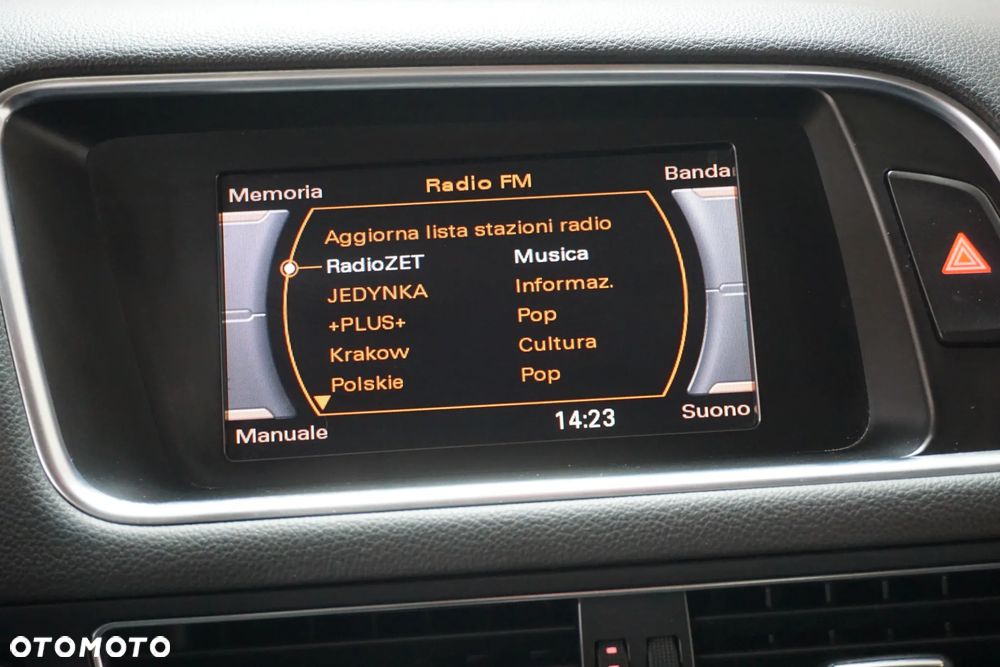 Memoria
Radio FM
Banda
Aggiorna lista stazioni radio
RadioZET Musica
JEDYNKA Informaz.
+PLUS+ Pop
Krakow Cultura
Polskie Pop
Manuale
14:23
Suono
OTOMOTO